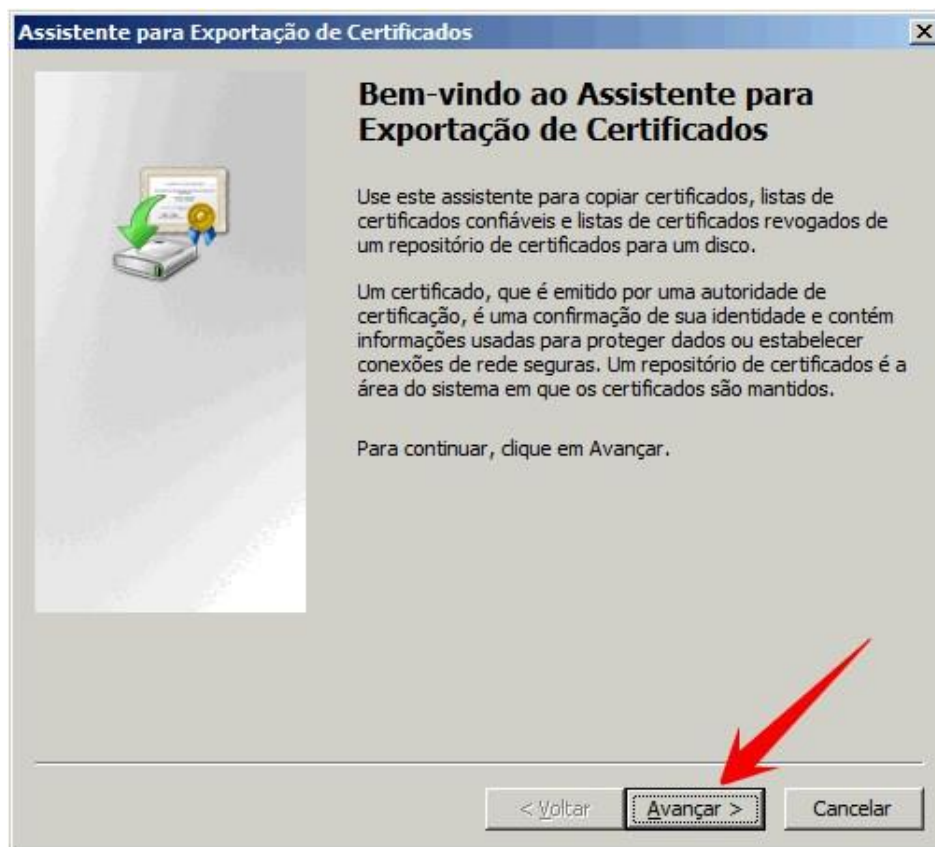 Assistente para Exportação de Certificados
Bem-vindo ao Assistente para
Exportação de Certificados
Use este assistente para copiar certificados, listas de
certificados confiáveis e listas de certificados revogados de
um repositório de certificados para um disco.
Um certificado, que é emitido por uma autoridade de
certificação, é uma confirmação de sua identidade e contém
informações usadas para proteger dados ou estabelecer
conexões de rede seguras. Um repositório de certificados é a
área do sistema em que os certificados são mantidos.
Para continuar, clique em Avançar.
< Voltar
Avançar >
Cancelar